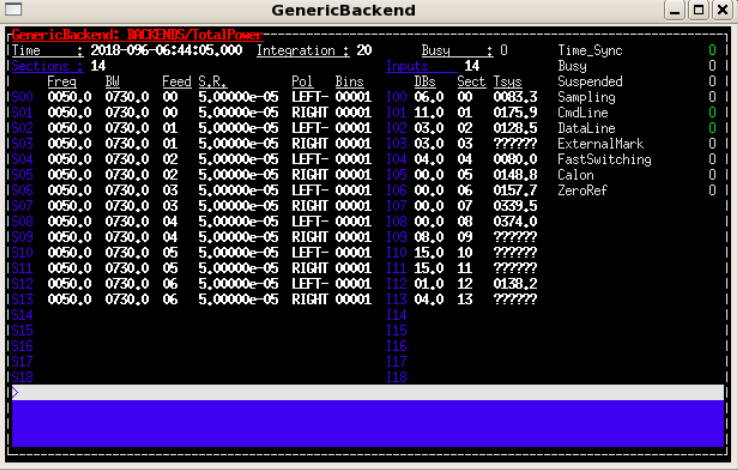 GenericBackend
GenericBackend: BACKENDS/TotalPower
Time : 2018-096-06:44:05.000 Integration : 20 Busy : 0 Time_Sync 0
Sections : 14 Inputs 14 Busy 0
Freq BW Feed S.R. Pol Bins DBs Sect Tsys Suspended 0
S00 0050.0 0730.0 00 5.00000e-05 LEFT- 00001 I00 06.0 00 0083.3 Sampling 0
S01 0050.0 0730.0 00 5.00000e-05 RIGHT 00001 I01 11.0 01 0175.9 CmdLine 0
S02 0050.0 0730.0 01 5.00000e-05 LEFT- 00001 I02 03.0 02 0128.5 DataLine 0
S03 0050.0 0730.0 01 5.00000e-05 RIGHT 00001 I03 03.0 03 ?????? ExternalMark 0
S04 0050.0 0730.0 02 5.00000e-05 LEFT- 00001 I04 04.0 04 0080.0 FastSwitching 0
S05 0050.0 0730.0 02 5.00000e-05 RIGHT 00001 I05 00.0 05 0148.8 Calon 0
S06 0050.0 0730.0 03 5.00000e-05 LEFT- 00001 I06 00.0 06 0157.7 ZeroRef 0
S07 0050.0 0730.0 03 5.00000e-05 RIGHT 00001 I07 00.0 07 0339.5
S08 0050.0 0730.0 04 5.00000e-05 LEFT- 00001 I08 00.0 08 0374.0
S09 0050.0 0730.0 04 5.00000e-05 RIGHT 00001 I09 08.0 09 ??????
S10 0050.0 0730.0 05 5.00000e-05 LEFT- 00001 I10 15.0 10 ??????
S11 0050.0 0730.0 05 5.00000e-05 RIGHT 00001 I11 15.0 11 ??????
S12 0050.0 0730.0 06 5.00000e-05 LEFT- 00001 I12 01.0 12 0138.2
S13 0050.0 0730.0 06 5.00000e-05 RIGHT 00001 I13 04.0 13 ??????
S14 I14
S15 I15
S16 I16
S17 I17
S18 I18
>